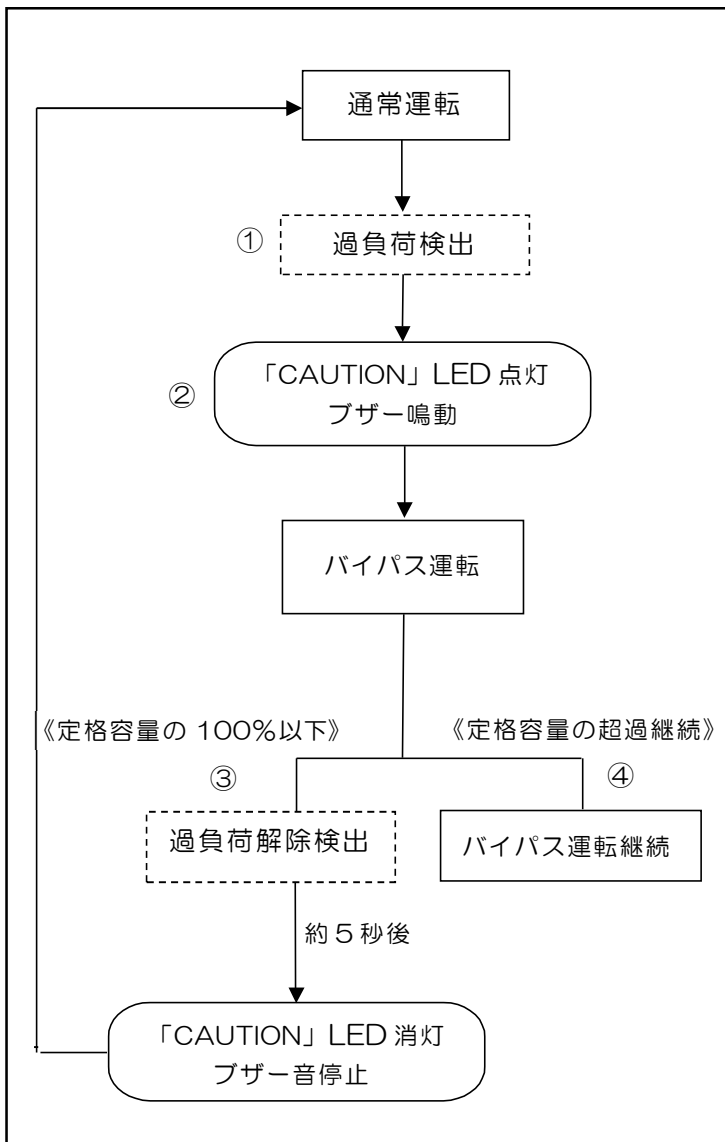 通常運転
①
過負荷検出
②
「CAUTION」LED 点灯
ブザー鳴動
バイパス運転
《定格容量の 100%以下》
《定格容量の超過継続》
③
④
過負荷解除検出
バイパス運転継続
約5秒後
「CAUTION」LED 消灯
ブザー音停止